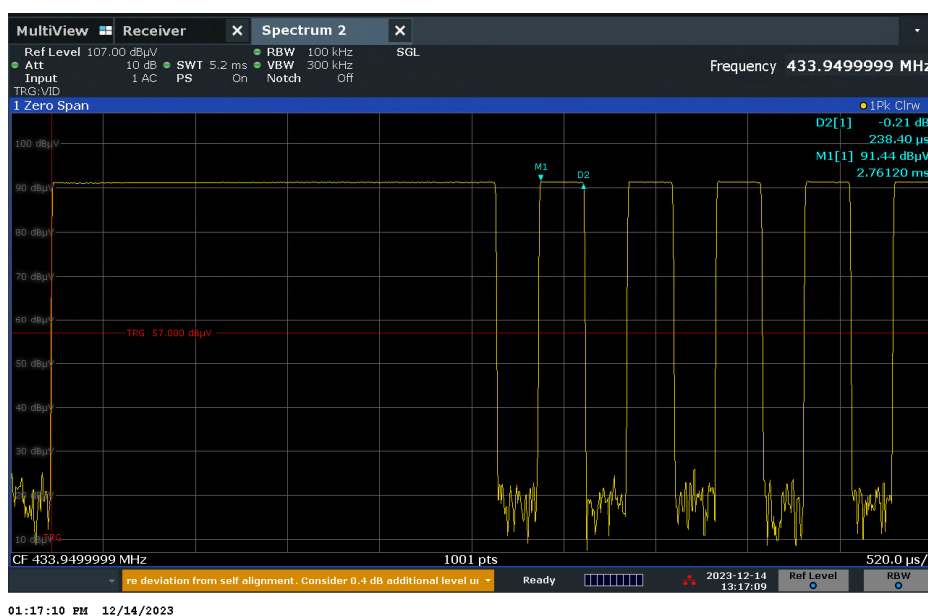 MultiView Receiver X Spectrum 2 X
Ref Level 107.00 dBµV RBW 100 kHz SGL
Att 10 dB SWT 5.2 ms VBW 300 kHz Frequency 433.9499999 MHz
Input 1 AC PS On Notch Off
TRG:VID
1 Zero Span 1Pk Clrw
D2[1] -0.21 dB
238.40 µs
M1[1] 91.44 dBµV
2.76120 ms
100 dBµV
M1
D2
90 dBµV
80 dBµV
70 dBµV
60 dBµV
TRG 57.000 dBµV
50 dBµV
40 dBµV
30 dBµV
20 dBµV
10 dBµV
TRG
CF 433.9499999 MHz 1001 pts 520.0 µs/
re deviation from self alignment. Consider 0.4 dB additional level u Ready 2023-12-14 Ref Level RBW
13:17:09
01:17:10 PM 12/14/2023